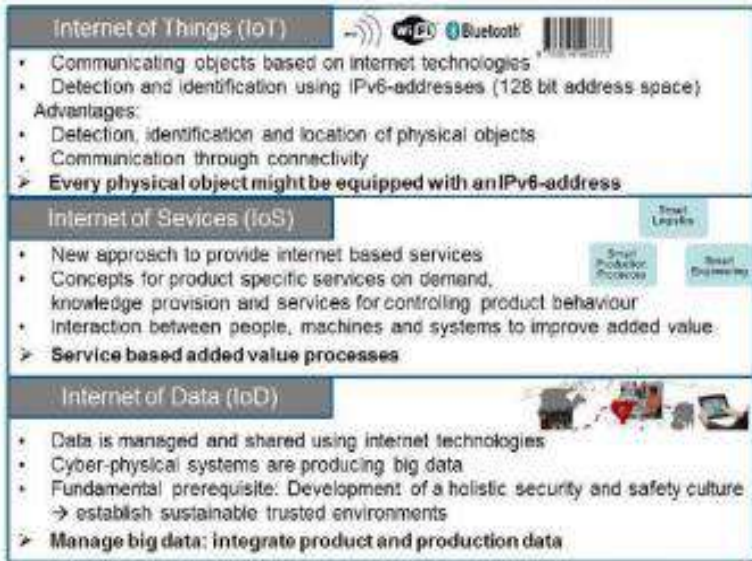 Internet of Things (IoT)
WiFi Bluetooth
• Communicating objects based on internet technologies
• Detection and identification using IPv6-addresses (128 bit address space)
Advantages:
• Detection, identification and location of physical objects
• Communication through connectivity
➢ Every physical object might be equipped with an IPv6-address
Internet of Sevices (IoS)
Smart
Logistics
• New approach to provide internet based services
Smart
Production
Processes
Smart
Engineering
• Concepts for product specific services on demand,
knowledge provision and services for controlling product behaviour
• Interaction between people, machines and systems to improve added value
➢ Service based added value processes
Internet of Data (IoD)
• Data is managed and shared using internet technologies
• Cyber-physical systems are producing big data
• Fundamental prerequisite: Development of a holistic security and safety culture
→ establish sustainable trusted environments
➢ Manage big data: integrate product and production data